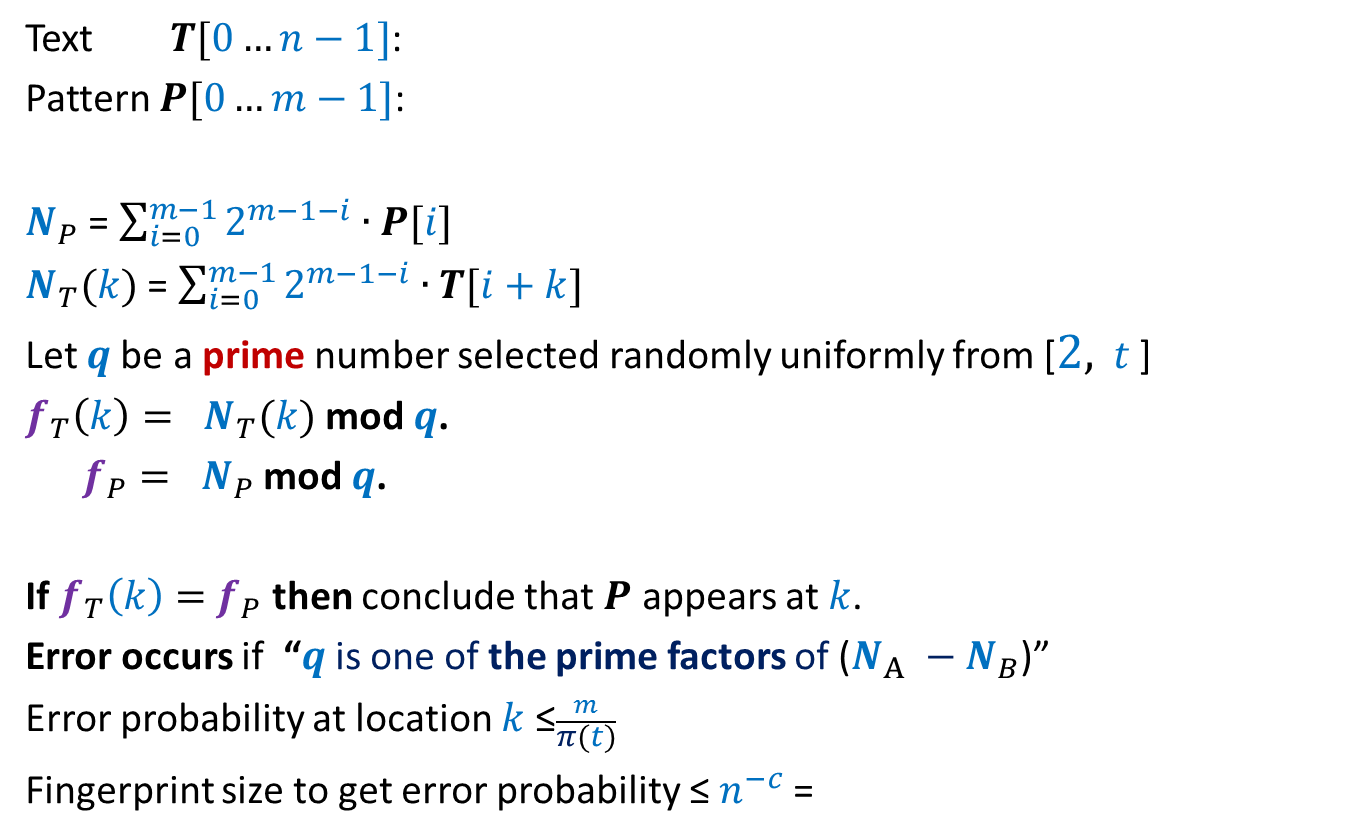 Text T[0 … n − 1]:
Pattern P[0 … m − 1]:
N_P = ∑_{i=0}^{m−1} 2^{m−1−i} · P[i]
N_T(k) = ∑_{i=0}^{m−1} 2^{m−1−i} · T[i + k]
Let q be a prime number selected randomly uniformly from [2, t ]
f_T(k) = N_T(k) mod q.
f_P = N_P mod q.
If f_T(k) = f_P then conclude that P appears at k.
Error occurs if “q is one of the prime factors of (N_A − N_B)”
Error probability at location k ≤ \frac{m}{π(t)}
Fingerprint size to get error probability ≤ n^{−c} =